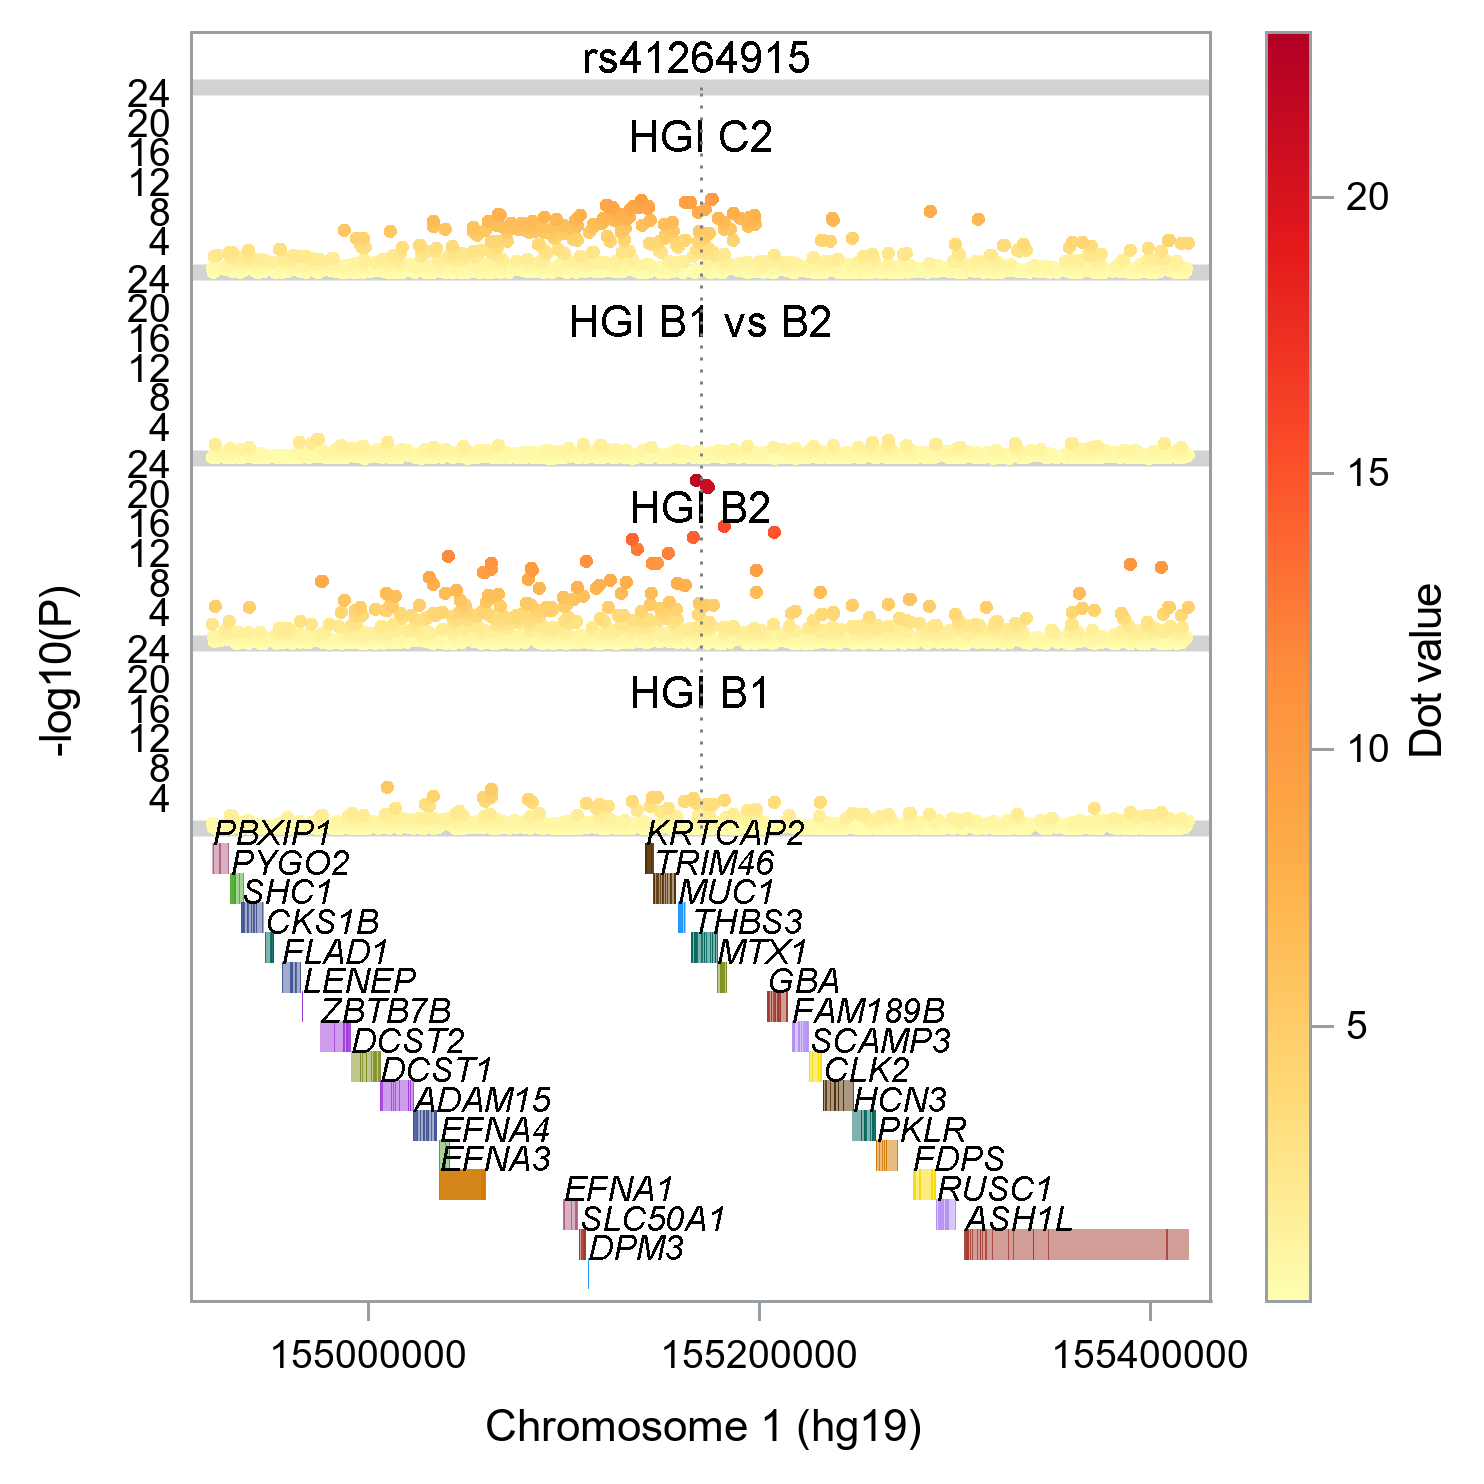 rs41264915
24
20
16
12
8
4
HGI C2
24
20
16
12
8
4
HGI B1 vs B2
24
20
16
12
8
4
HGI B2
24
20
16
12
8
4
HGI B1
-log10(P)
PBXIP1
KRTCAP2
PYGO2
TRIM46
SHC1
MUC1
CKS1B
THBS3
FLAD1
MTX1
LENEP
GBA
ZBTB7B
FAM189B
DCST2
SCAMP3
DCST1
CLK2
ADAM15
HCN3
EFNA4
PKLR
EFNA3
FDPS
EFNA1
RUSC1
SLC50A1
ASH1L
DPM3
155000000
155200000
155400000
Chromosome 1 (hg19)
20
15
10
5
Dot value